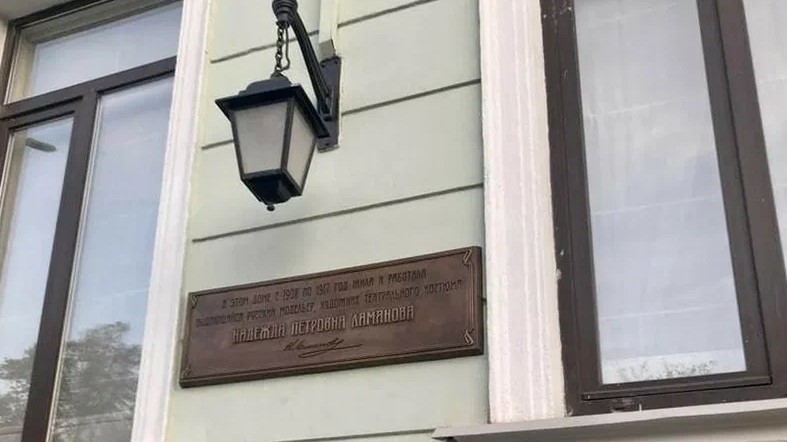 В ЭТОМ ДОМЕ С 1908 ПО 1917 ГОД ЖИЛА И РАБОТАЛА
ВЫДАЮЩИЙСЯ РУССКИЙ МОДЕЛЬЕР, ХУДОЖНИК ТЕАТРАЛЬНОГО КОСТЮМА
НАДЕЖДА ПЕТРОВНА ЛАМАНОВА